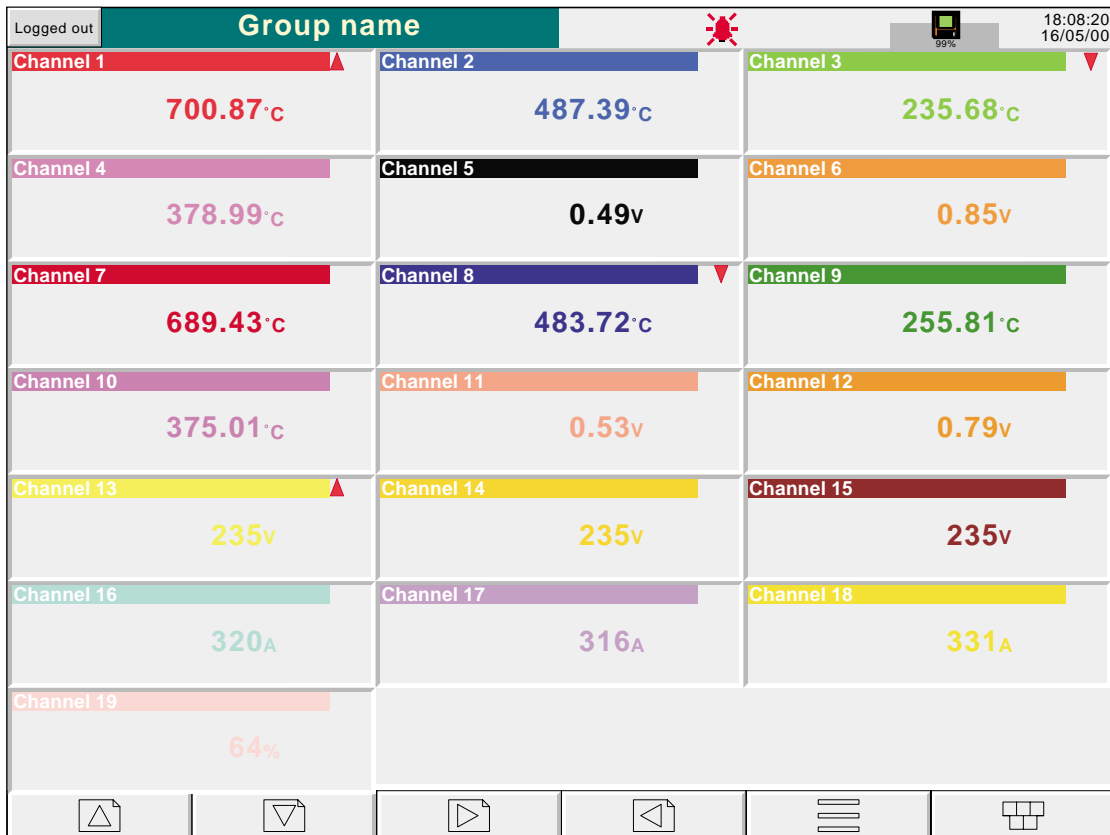 Logged out
Group name
99%
18:08:20
16/05/00
Channel 1
700.87°C
Channel 2
487.39°C
Channel 3
235.68°C
Channel 4
378.99°C
Channel 5
0.49V
Channel 6
0.85V
Channel 7
689.43°C
Channel 8
483.72°C
Channel 9
255.81°C
Channel 10
375.01°C
Channel 11
0.53V
Channel 12
0.79V
Channel 13
235V
Channel 14
235V
Channel 15
235V
Channel 16
320A
Channel 17
316A
Channel 18
331A
Channel 19
64%